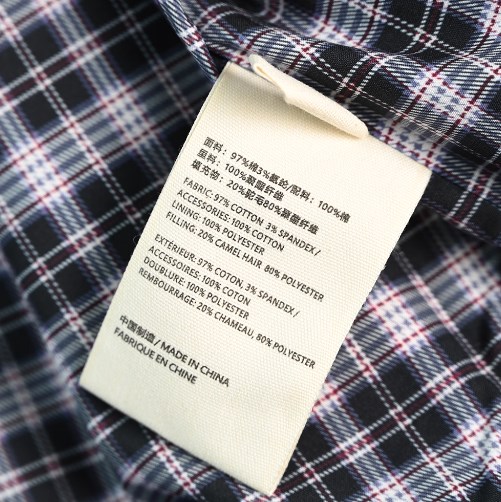 面料：97%棉3%氨纶/配料：100%棉
里料：100%聚酯纤维
填充物：20%驼毛80%聚酯纤维
FABRIC: 97% COTTON, 3% SPANDEX /
ACCESSORIES: 100% COTTON
LINING: 100% POLYESTER
FILLING: 20% CAMEL HAIR 80% POLYESTER
EXTÉRIEUR: 97% COTON, 3% SPANDEX /
ACCESSOIRES: 100% COTON
DOUBLURE: 100% POLYESTER
REMBOURRAGE: 20% CHAMEAU, 80% POLYESTER
中国制造 / MADE IN CHINA
FABRIQUE EN CHINE